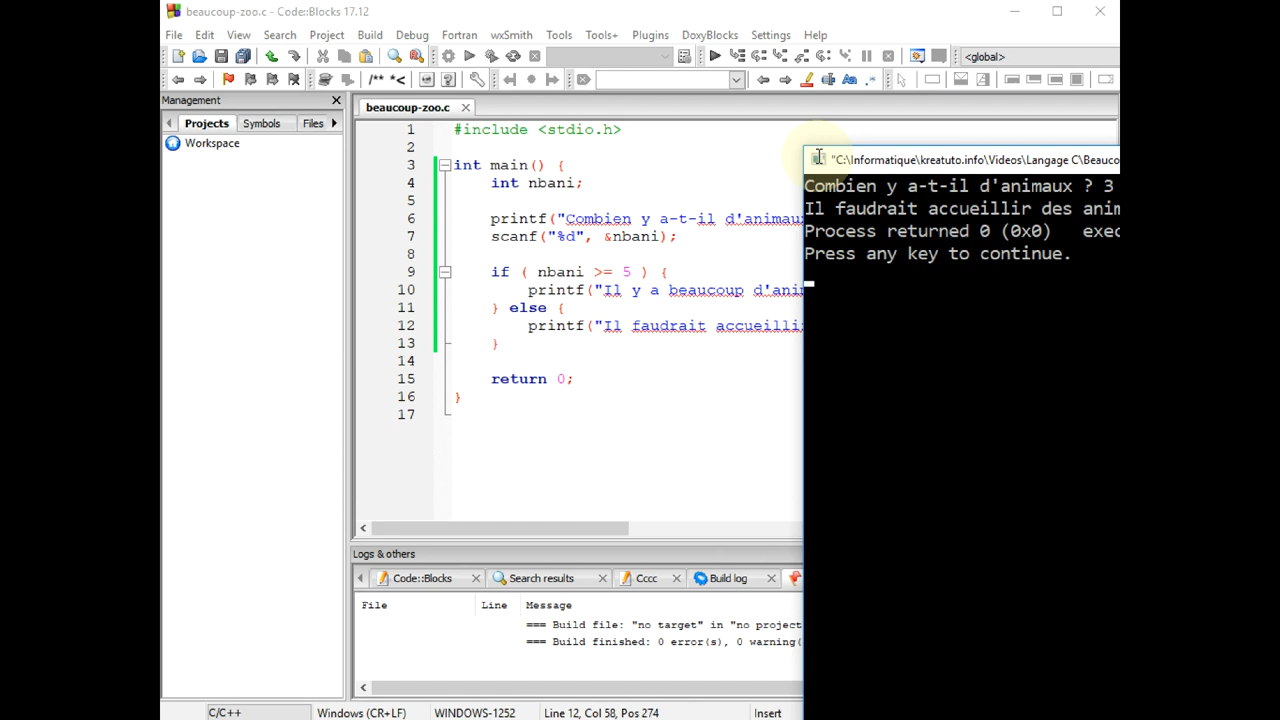 beaucoup-zoo.c - Code::Blocks 17.12
File Edit View Search Project Build Debug Fortran wxSmith Tools Tools+ Plugins DoxyBlocks Settings Help
<global>
/** *<
Management
Projects Symbols Files
Workspace
beaucoup-zoo.c
1 #include <stdio.h>
2
3 int main() {
4 int nbani;
5
6 printf("Combien y a-t-il d'animau
7 scanf("%d", &nbani);
8
9 if ( nbani >= 5 ) {
10 printf("Il y a beaucoup d'ani
11 } else {
12 printf("Il faudrait accueilli
13 }
14
15 return 0;
16 }
17
"C:\Informatique\kreatuto.info\Videos\Langage C\Beauco
Combien y a-t-il d'animaux ? 3
Il faudrait accueillir des anim
Process returned 0 (0x0) exec
Press any key to continue.
Logs & others
Code::Blocks Search results Cccc Build log
File Line Message
=== Build file: "no target" in "no project
=== Build finished: 0 error(s), 0 warning(
C/C++ Windows (CR+LF) WINDOWS-1252 Line 12, Col 58, Pos 274 Insert